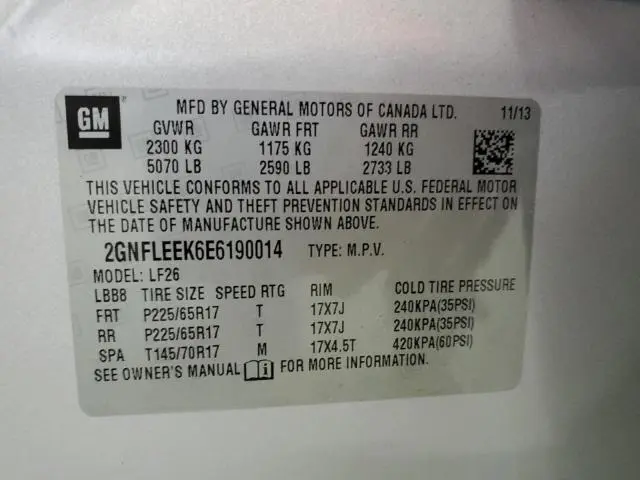 GM MFD BY GENERAL MOTORS OF CANADA LTD. 11/13
GVWR GAWR FRT GAWR RR
2300 KG 1175 KG 1240 KG
5070 LB 2590 LB 2733 LB
THIS VEHICLE CONFORMS TO ALL APPLICABLE U.S. FEDERAL MOTOR
VEHICLE SAFETY AND THEFT PREVENTION STANDARDS IN EFFECT ON
THE DATE OF MANUFACTURE SHOWN ABOVE.
2GNFLEEK6E6190014 TYPE: M.P.V.
MODEL: LF26
LBB8 TIRE SIZE SPEED RTG RIM COLD TIRE PRESSURE
FRT P225/65R17 T 17X7J 240KPA(35PSI)
RR P225/65R17 T 17X7J 240KPA(35PSI)
SPA T145/70R17 M 17X4.5T 420KPA(60PSI)
SEE OWNER'S MANUAL i FOR MORE INFORMATION.